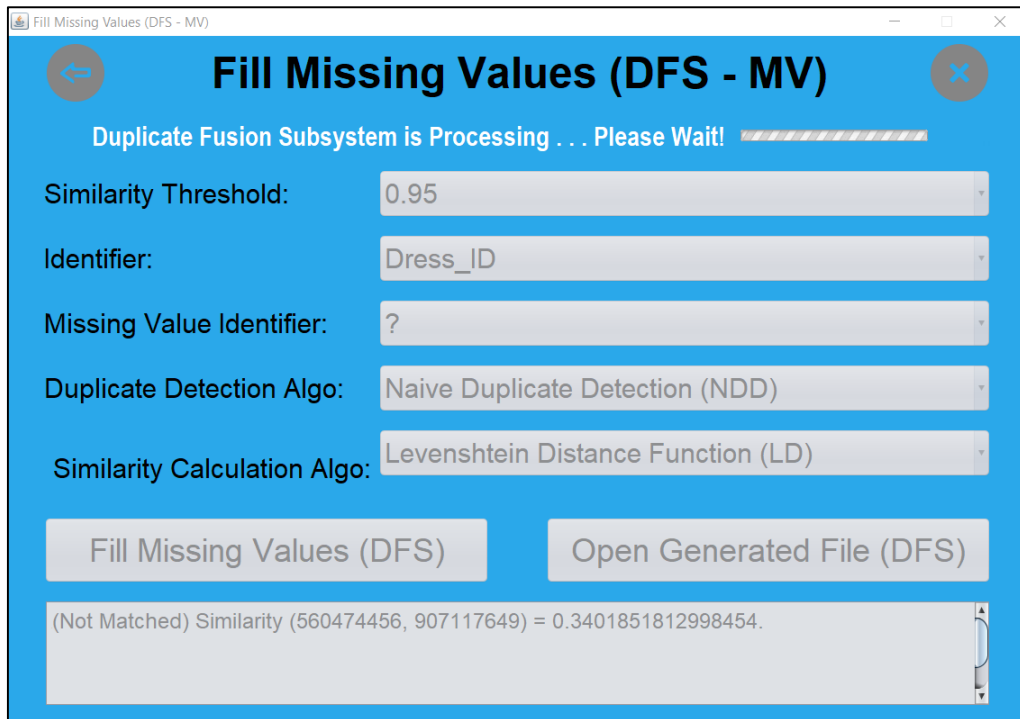 Fill Missing Values (DFS - MV)
Fill Missing Values (DFS - MV)
Duplicate Fusion Subsystem is Processing . . . Please Wait!
Similarity Threshold: 0.95
Identifier: Dress_ID
Missing Value Identifier: ?
Duplicate Detection Algo: Naive Duplicate Detection (NDD)
Similarity Calculation Algo: Levenshtein Distance Function (LD)
Fill Missing Values (DFS) Open Generated File (DFS)
(Not Matched) Similarity (560474456, 907117649) = 0.3401851812998454.